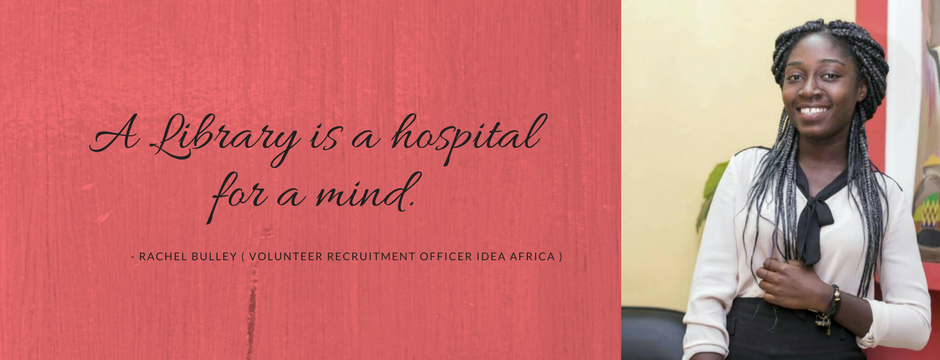 A Library is a hospital
for a mind.
- RACHEL BULLEY ( VOLUNTEER RECRUITMENT OFFICER IDEA AFRICA )